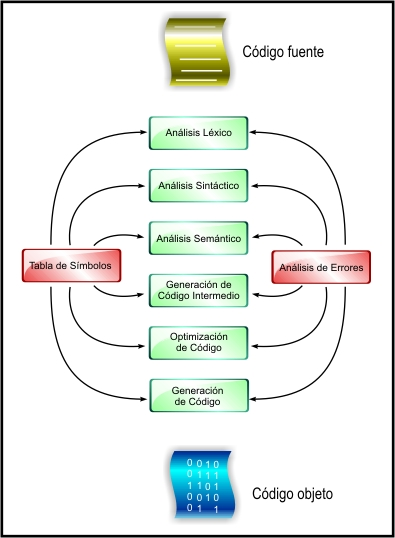 Código fuente
Análisis Léxico
Análisis Sintáctico
Análisis Semántico
Tabla de Símbolos
Análisis de Errores
Generación de
Código Intermedio
Optimización
de Código
Generación
de Código
0 0 1 0
0 1 1 1
1 1 0 1
0 0 1 0
0 1 1
Código objeto